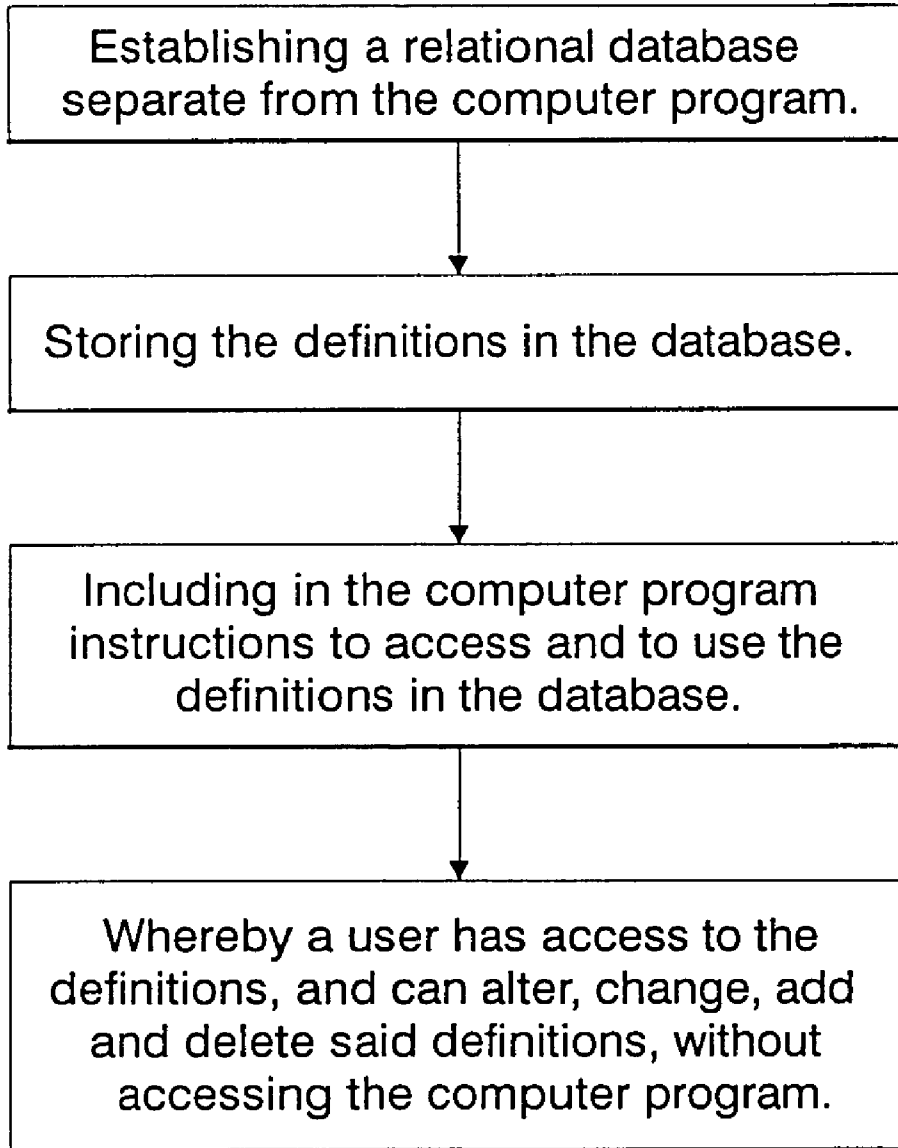 Establishing a relational database
separate from the computer program.
Storing the definitions in the database.
Including in the computer program
instructions to access and to use the
definitions in the database.
Whereby a user has access to the
definitions, and can alter, change, add
and delete said definitions, without
accessing the computer program.